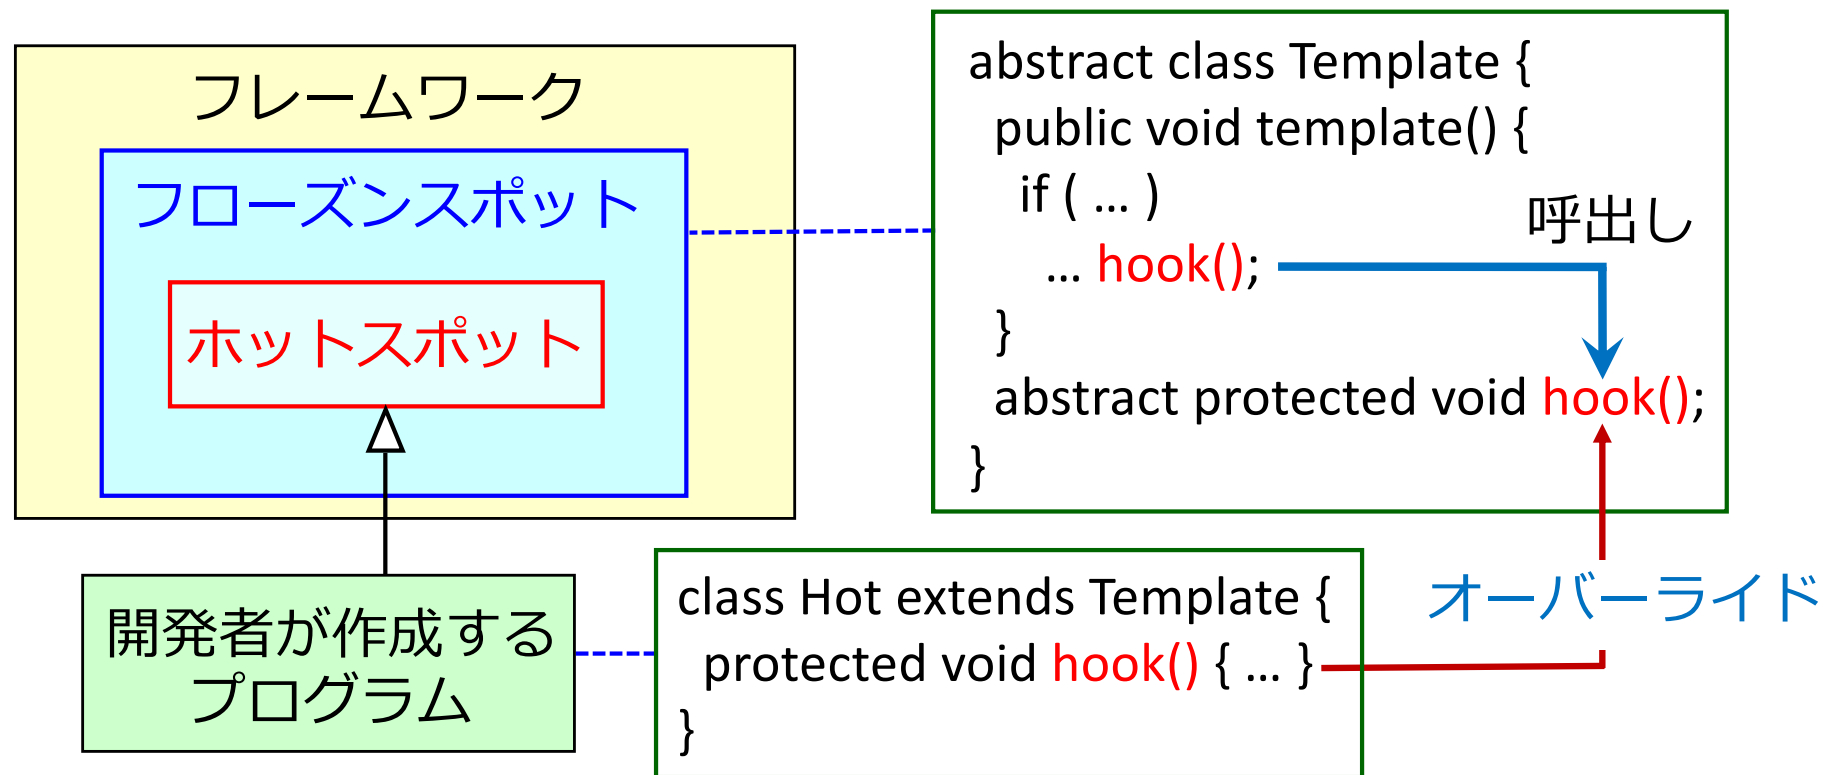 フレームワーク
フローズンスポット
ホットスポット
開発者が作成する
プログラム
abstract class Template {
public void template() {
if ( ... )
... hook();
}
abstract protected void hook();
}
呼出し
class Hot extends Template {
protected void hook() { ... }
}
オーバーライド